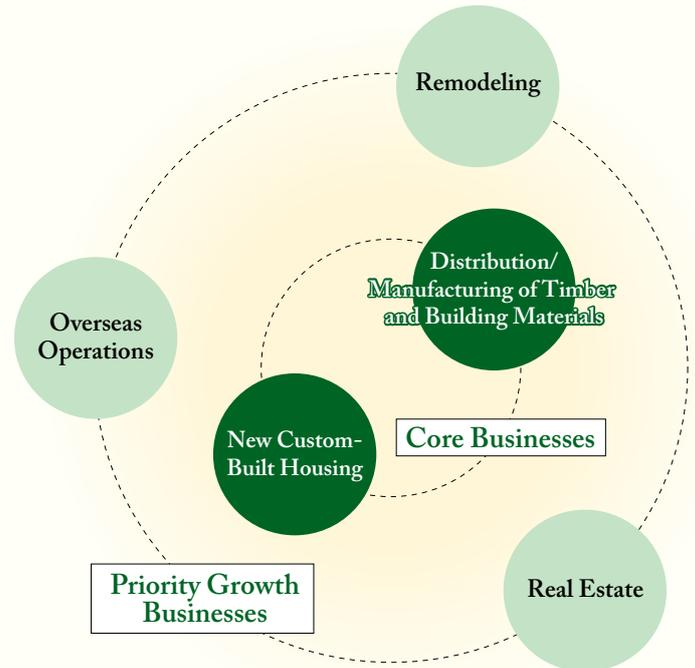 Remodeling
Distribution/
Manufacturing of Timber
and Building Materials
Overseas
Operations
New Custom-
Built Housing
Core Businesses
Priority Growth
Businesses
Real Estate